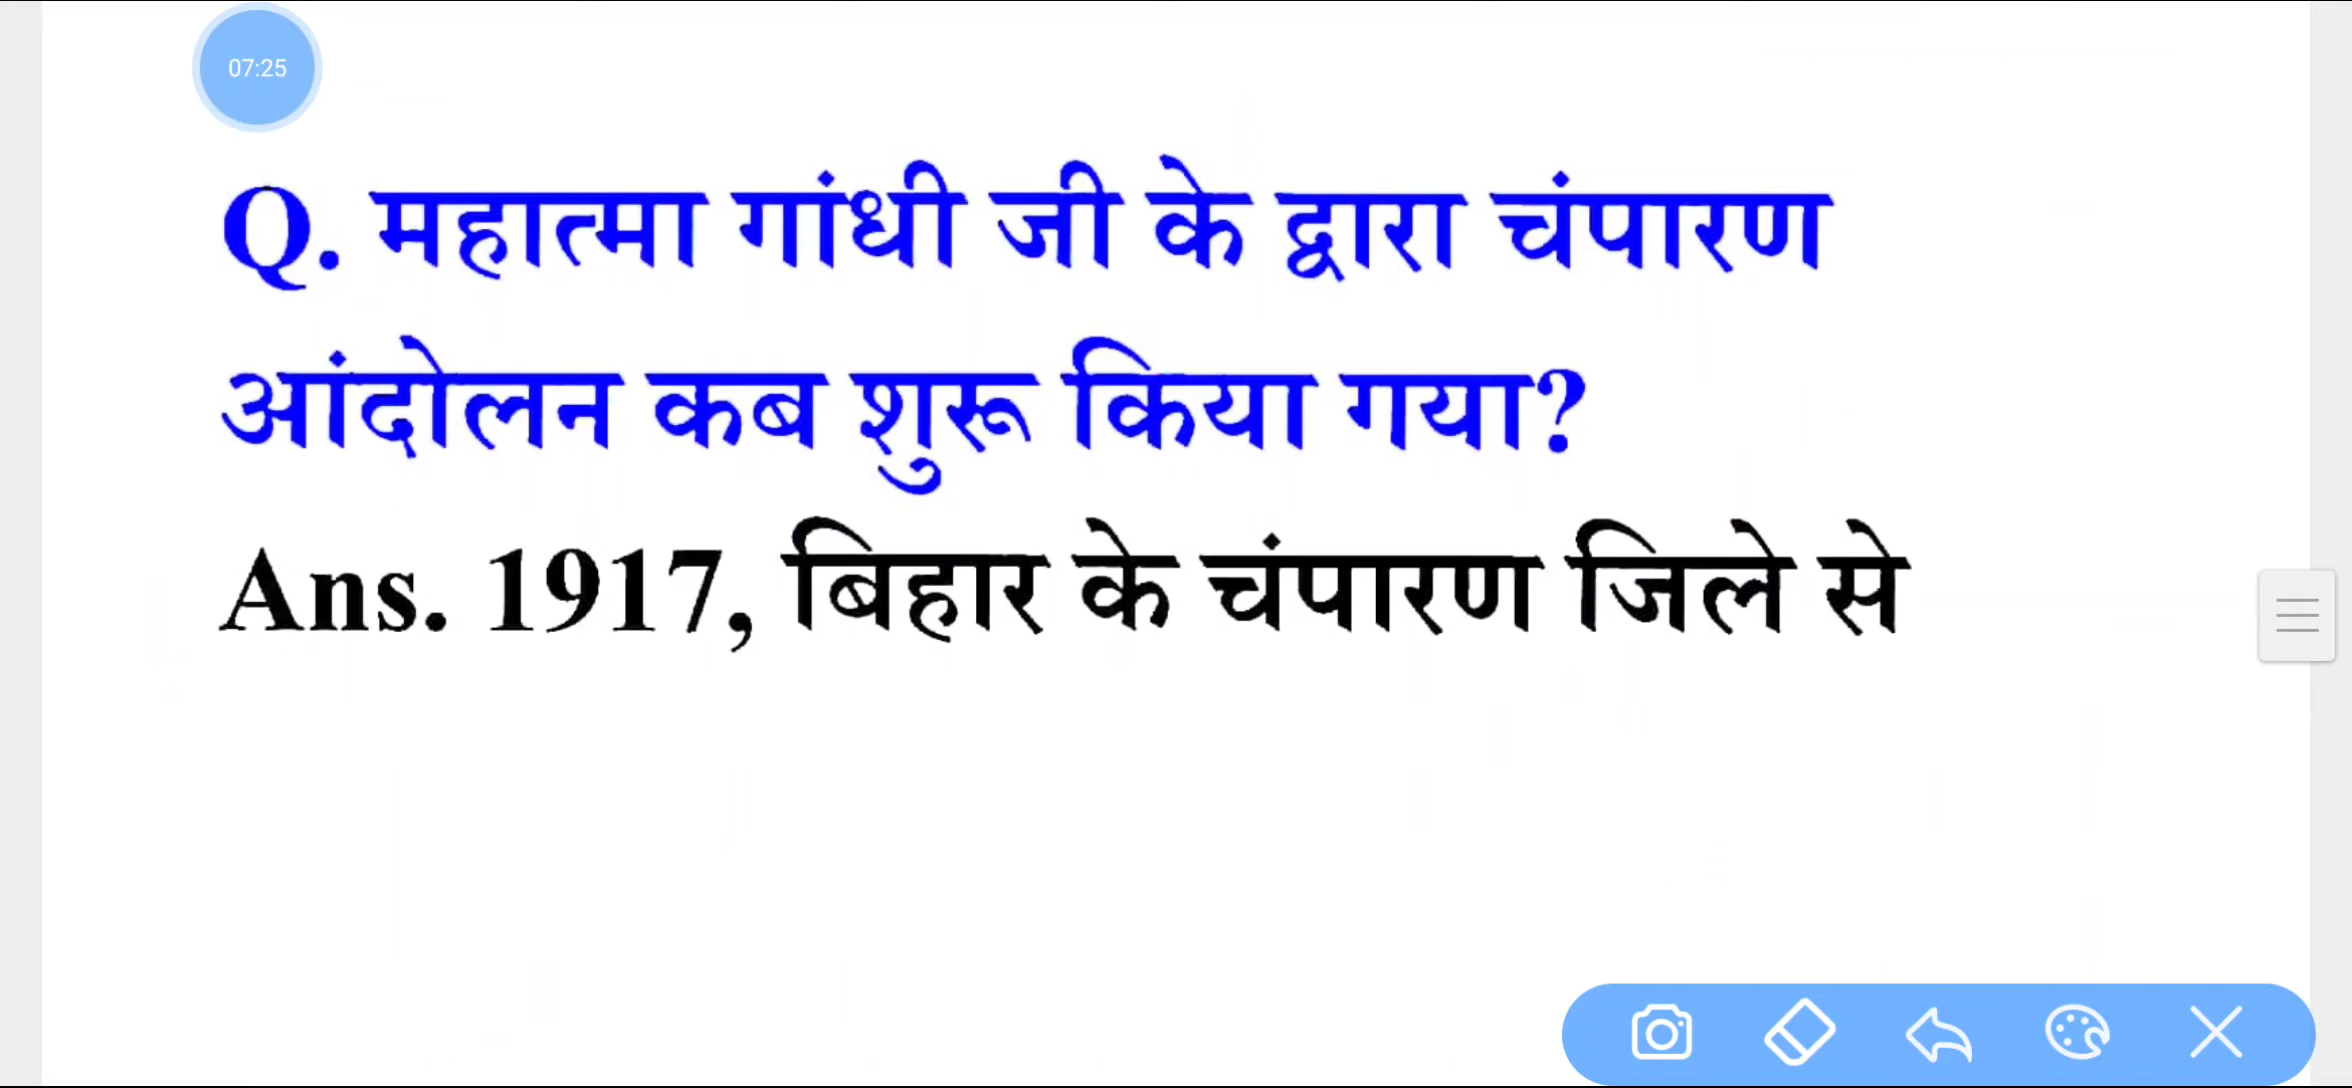 07:25
Q. महात्मा गांधी जी के द्वारा चंपारण
आंदोलन कब शुरू किया गया?
Ans. 1917, बिहार के चंपारण जिले से